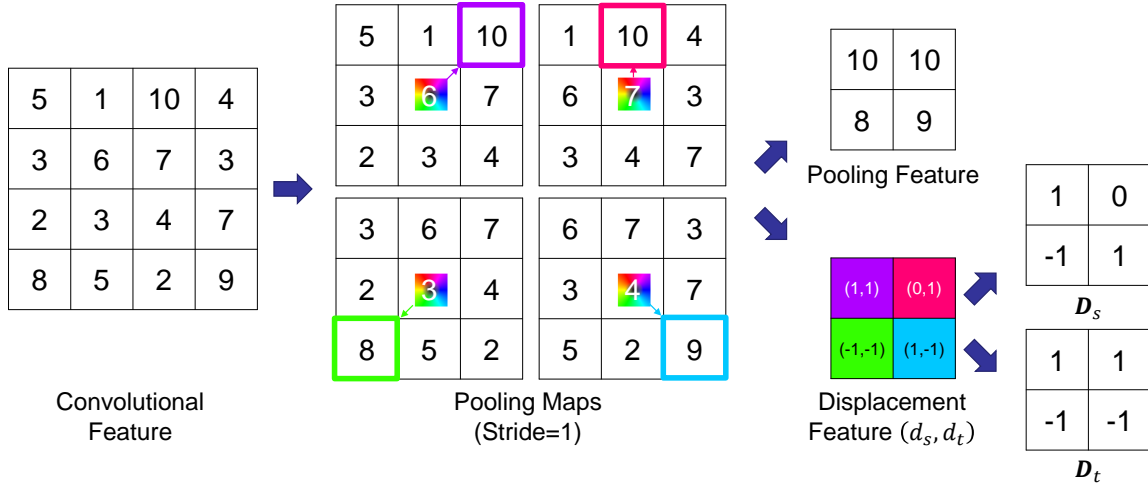 5 1 10 4
3 6 7 3
2 3 4 7
8 5 2 9
Convolutional
Feature
5 1 10
3 6 7
2 3 4
1 10 4
6 7 3
3 4 7
3 6 7
2 3 4
8 5 2
6 7 3
3 4 7
5 2 9
Pooling Maps
(Stride=1)
10 10
8 9
Pooling Feature
(1,1) (0,1)
(-1,-1) (1,-1)
Displacement
Feature (d_s, d_t)
1 0
-1 1
D_s
1 1
-1 -1
D_t